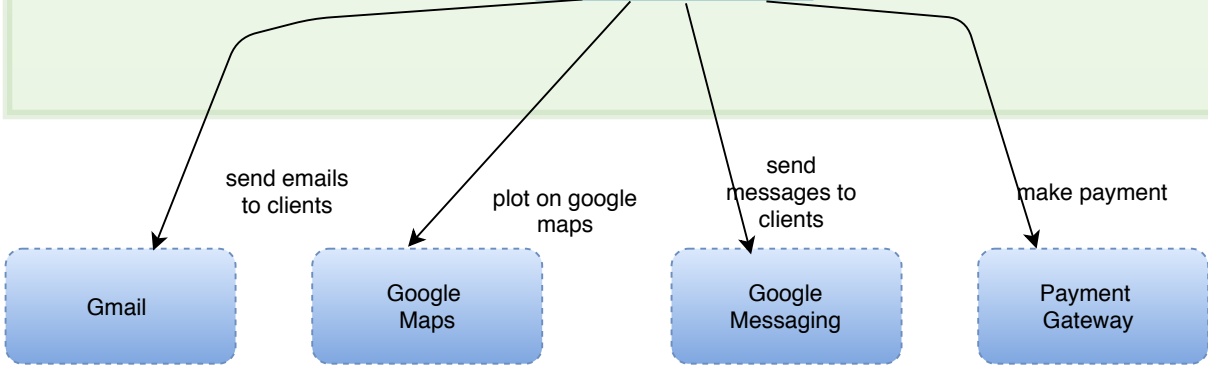 send emails
to clients
plot on google
maps
send
messages to
clients
make payment
Gmail
Google
Maps
Google
Messaging
Payment
Gateway